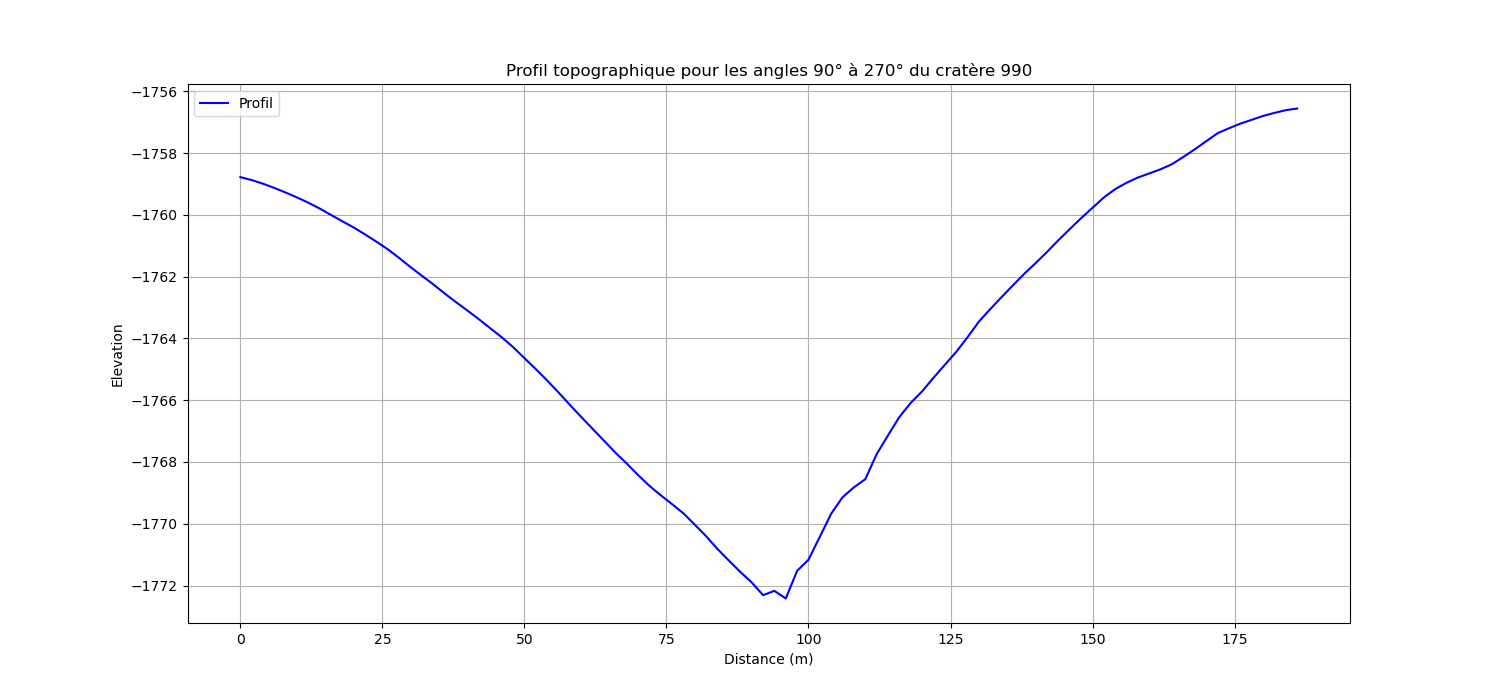 Profil topographique pour les angles 90° à 270° du cratère 990
Profil
−1756
−1758
−1760
−1762
−1764
−1766
−1768
−1770
−1772
Elevation
0 25 50 75 100 125 150 175
Distance (m)